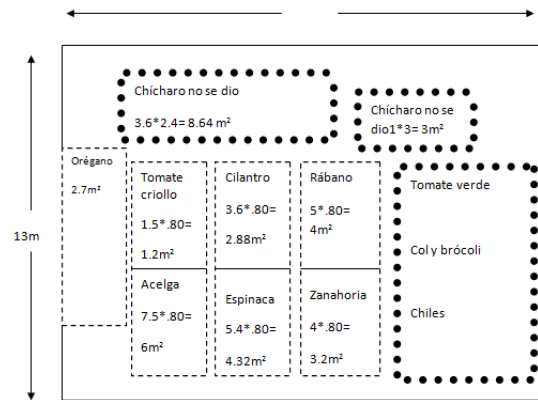 Chícharo no se dio
3.6*2.4= 8.64 m²
Chícharo no se
dio1*3= 3m²
Orégano
2.7m²
13m
Tomate
criollo
1.5*.80=
1.2m²
Cilantro
3.6*.80=
2.88m²
Rábano
5*.80=
4m²
Tomate verde
Col y brócoli
Chiles
Acelga
7.5*.80=
6m²
Espinaca
5.4*.80=
4.32m²
Zanahoria
4*.80=
3.2m²